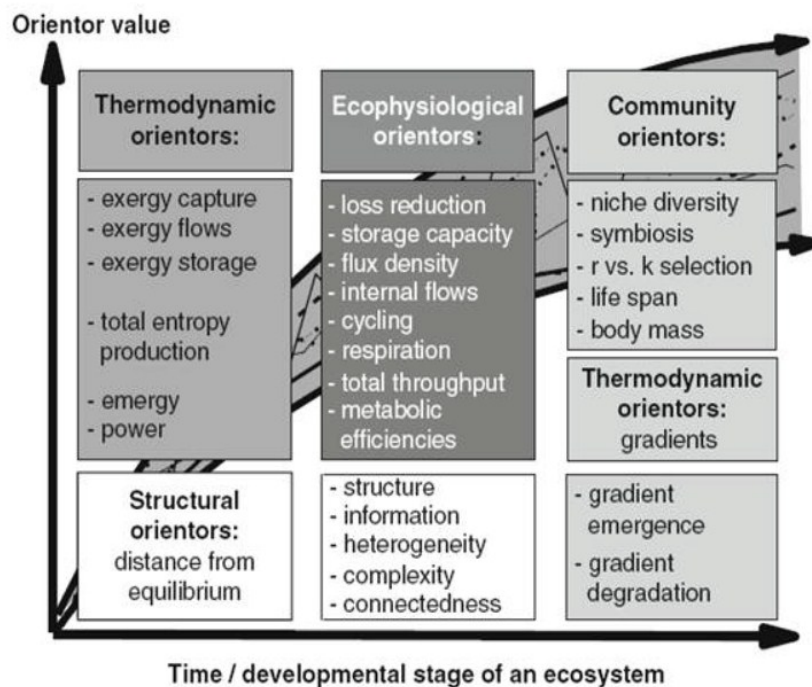 Orientor value
Thermodynamic
orientors:
- exergy capture
- exergy flows
- exergy storage
- total entropy
production
- emergy
- power
Structural
orientors:
distance from
equilibrium
Ecophysiological
orientors:
- loss reduction
- storage capacity
- flux density
- internal flows
- cycling
- respiration
- total throughput
- metabolic
efficiencies
- structure
- information
- heterogeneity
- complexity
- connectedness
Community
orientors:
- niche diversity
- symbiosis
- r vs. k selection
- life span
- body mass
Thermodynamic
orientors:
gradients
- gradient
emergence
- gradient
degradation
Time / developmental stage of an ecosystem